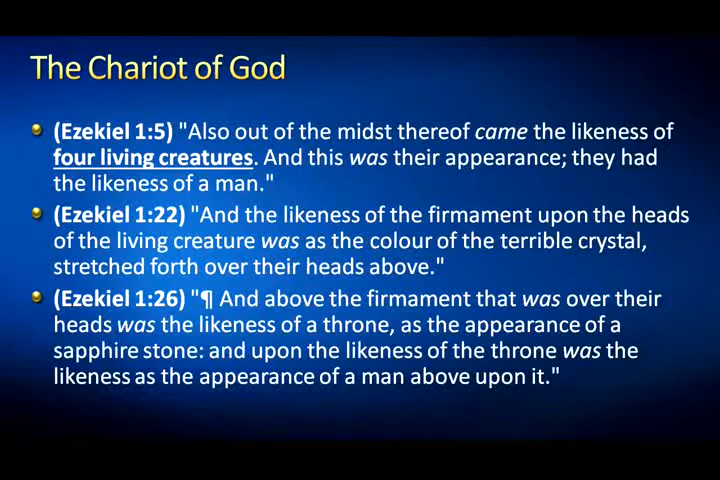 The Chariot of God
(Ezekiel 1:5) "Also out of the midst thereof came the likeness of
four living creatures. And this was their appearance; they had
the likeness of a man."
(Ezekiel 1:22) "And the likeness of the firmament upon the heads
of the living creature was as the colour of the terrible crystal,
stretched forth over their heads above."
(Ezekiel 1:26) "¶ And above the firmament that was over their
heads was the likeness of a throne, as the appearance of a
sapphire stone: and upon the likeness of the throne was the
likeness as the appearance of a man above upon it."